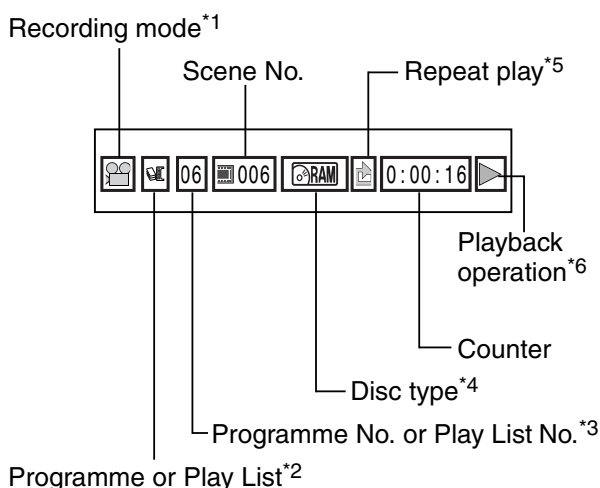 Recording mode*1
Scene No.
Repeat play*5
06
006
RAM
0:00:16
Playback
operation*6
Counter
Disc type*4
Programme No. or Play List No.*3
Programme or Play List*2